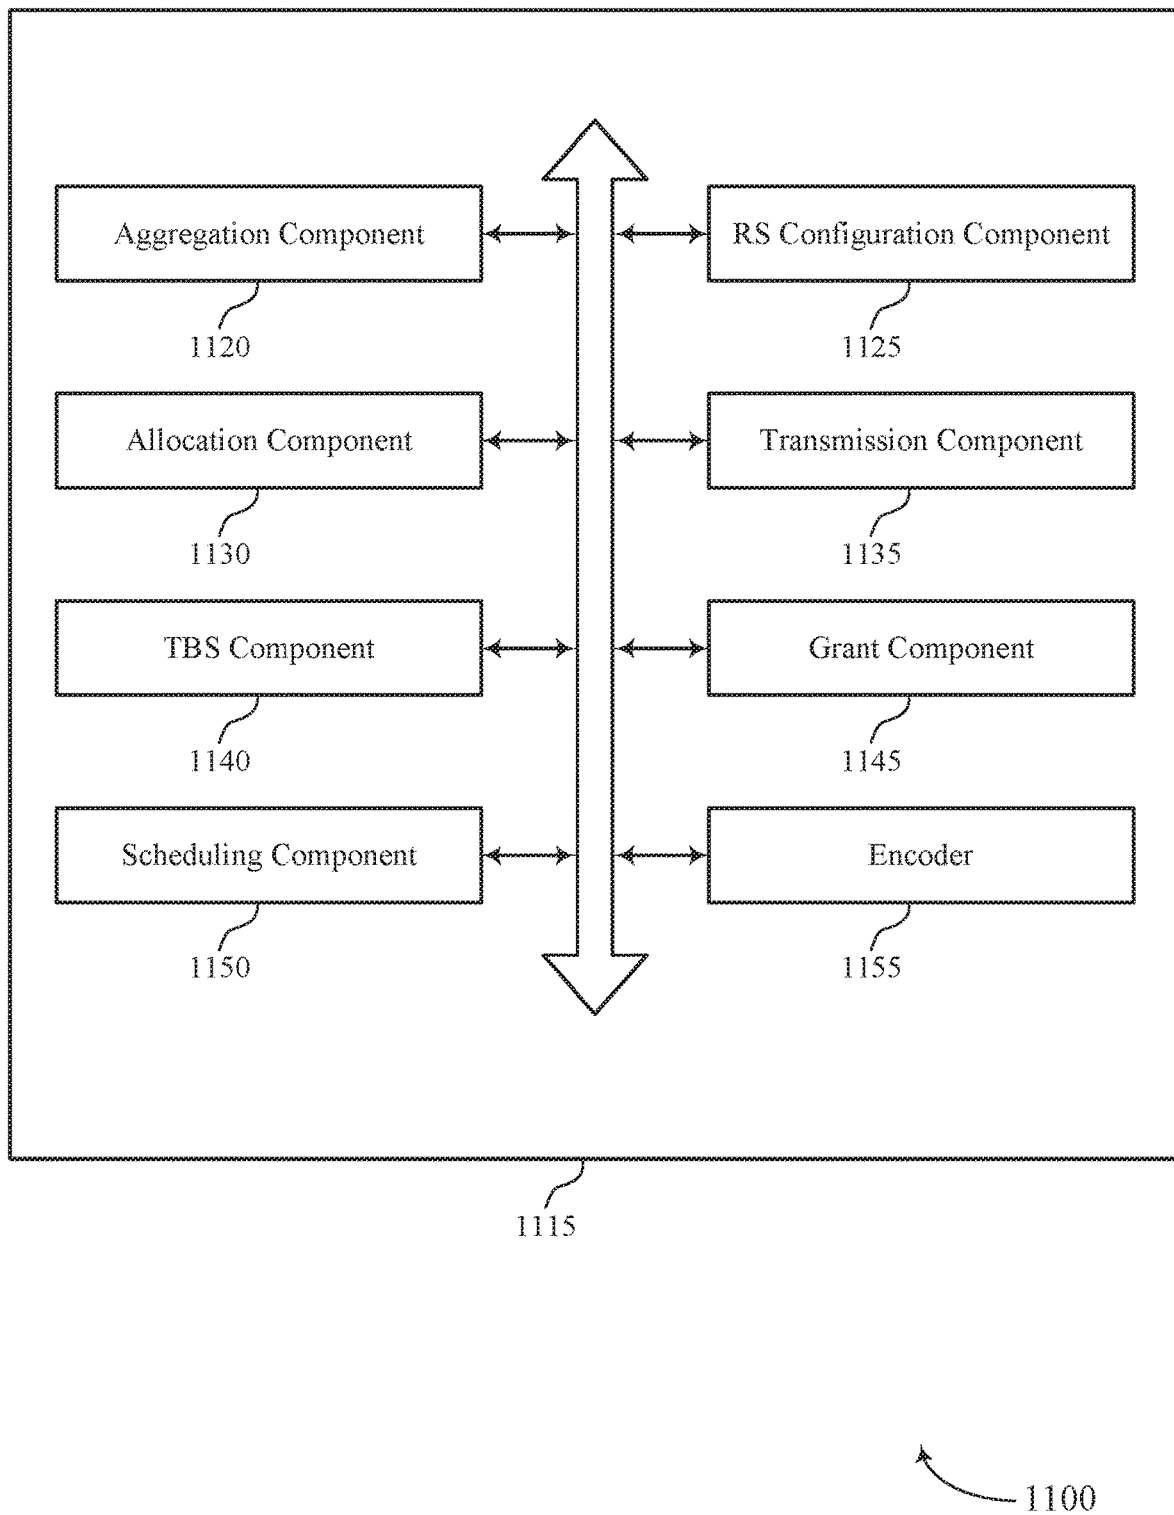 Aggregation Component
RS Configuration Component
1120
1125
Allocation Component
Transmission Component
1130
1135
TBS Component
Grant Component
1140
1145
Scheduling Component
Encoder
1150
1155
1115
1100